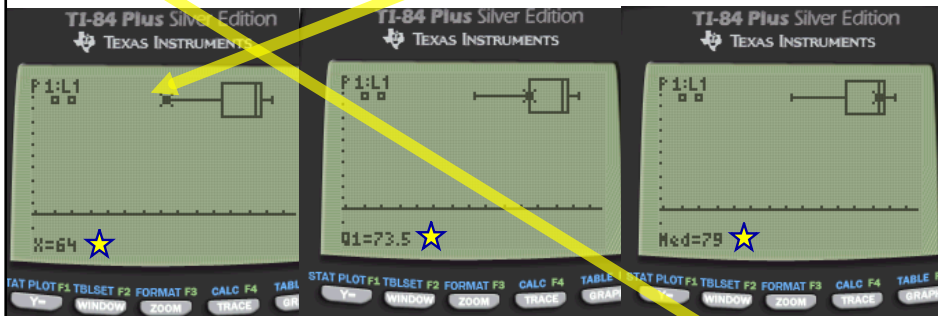 TI-84 Plus Silver Edition
TEXAS INSTRUMENTS
P1:L1
X=64
STAT PLOT F1 TBLSET F2 FORMAT F3 CALC F4 TABL
Y= WINDOW ZOOM TRACE GR
TI-84 Plus Silver Edition
TEXAS INSTRUMENTS
P1:L1
Q1=73.5
STAT PLOT F1 TBLSET F2 FORMAT F3 CALC F4 TABLE
Y= WINDOW ZOOM TRACE GRAPH
TI-84 Plus Silver Edition
TEXAS INSTRUMENTS
P1:L1
Med=79
STAT PLOT F1 TBLSET F2 FORMAT F3 CALC F4 TABLE
Y= WINDOW ZOOM TRACE GRAP